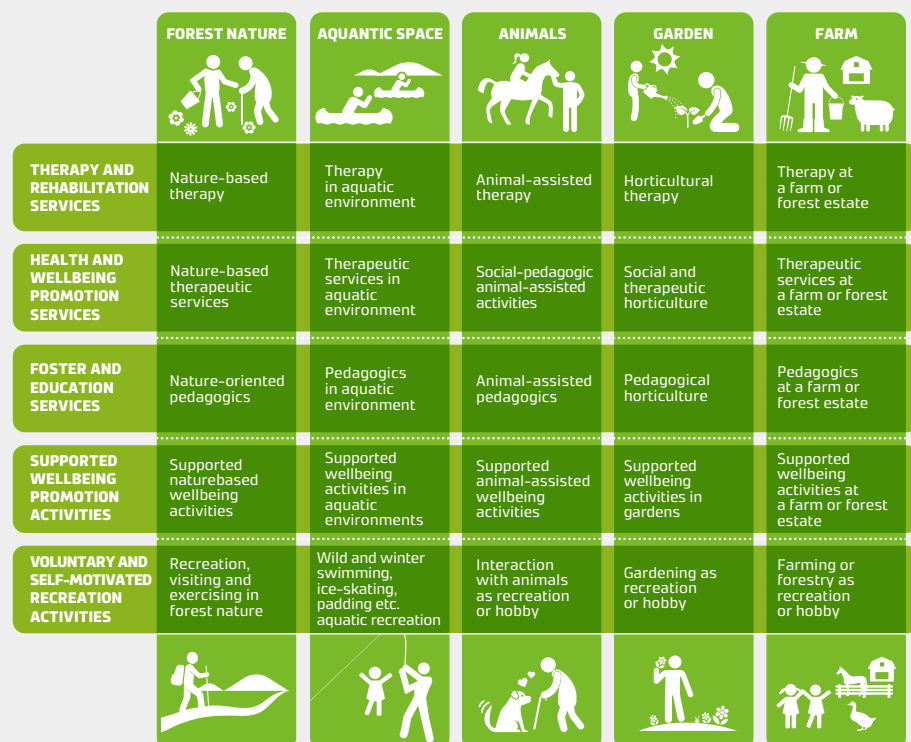 FOREST NATURE
AQUANTIC SPACE
ANIMALS
GARDEN
FARM
THERAPY AND
REHABILITATION
SERVICES
Nature-based
therapy
Therapy
in aquatic
environment
Animal-assisted
therapy
Horticultural
therapy
Therapy at
a farm or
forest estate
HEALTH AND
WELLBEING
PROMOTION
SERVICES
Nature-based
therapeutic
services
Therapeutic
services in
aquatic
environment
Social-pedagogic
animal-assisted
activities
Social and
therapeutic
horticulture
Therapeutic
services at
a farm or forest
estate
FOSTER AND
EDUCATION
SERVICES
Nature-oriented
pedagogics
Pedagogics
in aquatic
environment
Animal-assisted
pedagogics
Pedagogical
horticulture
Pedagogics
at a farm or
forest estate
SUPPORTED
WELLBEING
PROMOTION
ACTIVITIES
Supported
naturebased
wellbeing
activities
Supported
wellbeing
activities in
aquatic
environments
Supported
animal-assisted
wellbeing
activities
Supported
wellbeing
activities in
gardens
Supported
wellbeing
activities at
a farm or forest
estate
VOLUNTARY AND
SELF-MOTIVATED
RECREATION
ACTIVITIES
Recreation,
visiting and
exercising in
forest nature
Wild and winter
swimming,
ice-skating,
padding etc.
aquatic recreation
Interaction
with animals
as recreation
or hobby
Gardening as
recreation
or hobby
Farming or
forestry as
recreation
or hobby